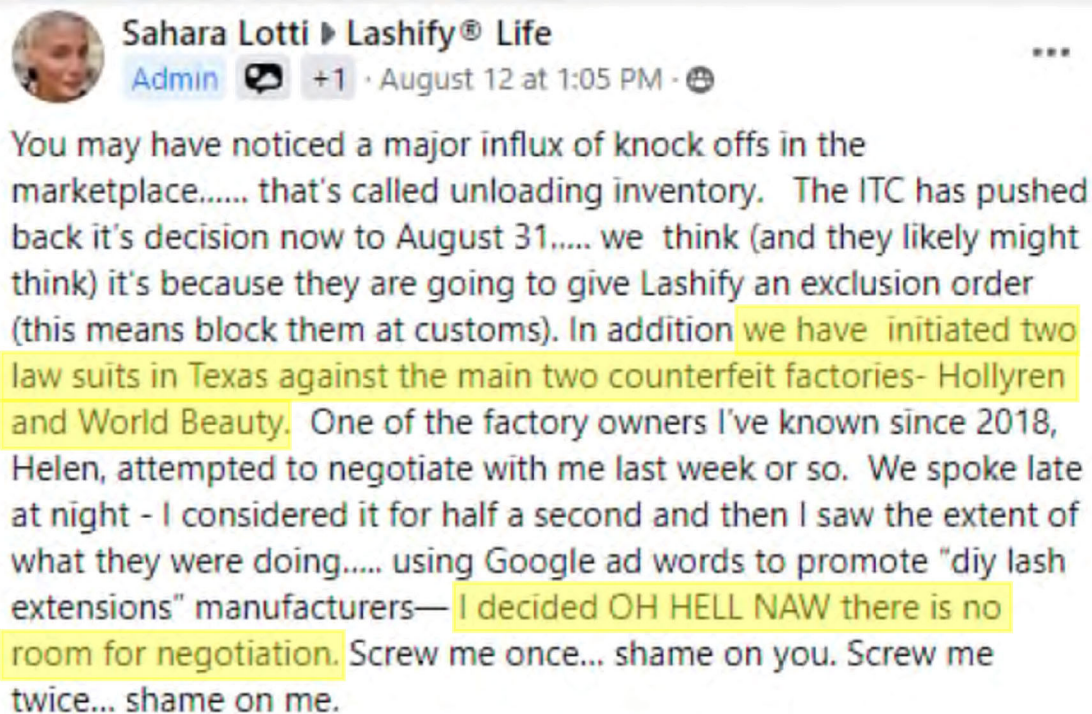 Sahara Lotti ▸ Lashify® Life
Admin +1 · August 12 at 1:05 PM ·
You may have noticed a major influx of knock offs in the
marketplace...... that's called unloading inventory. The ITC has pushed
back it's decision now to August 31..... we think (and they likely might
think) it's because they are going to give Lashify an exclusion order
(this means block them at customs). In addition we have initiated two
law suits in Texas against the main two counterfeit factories- Hollyren
and World Beauty. One of the factory owners I've known since 2018,
Helen, attempted to negotiate with me last week or so. We spoke late
at night - I considered it for half a second and then I saw the extent of
what they were doing..... using Google ad words to promote "diy lash
extensions" manufacturers— I decided OH HELL NAW there is no
room for negotiation. Screw me once... shame on you. Screw me
twice... shame on me.